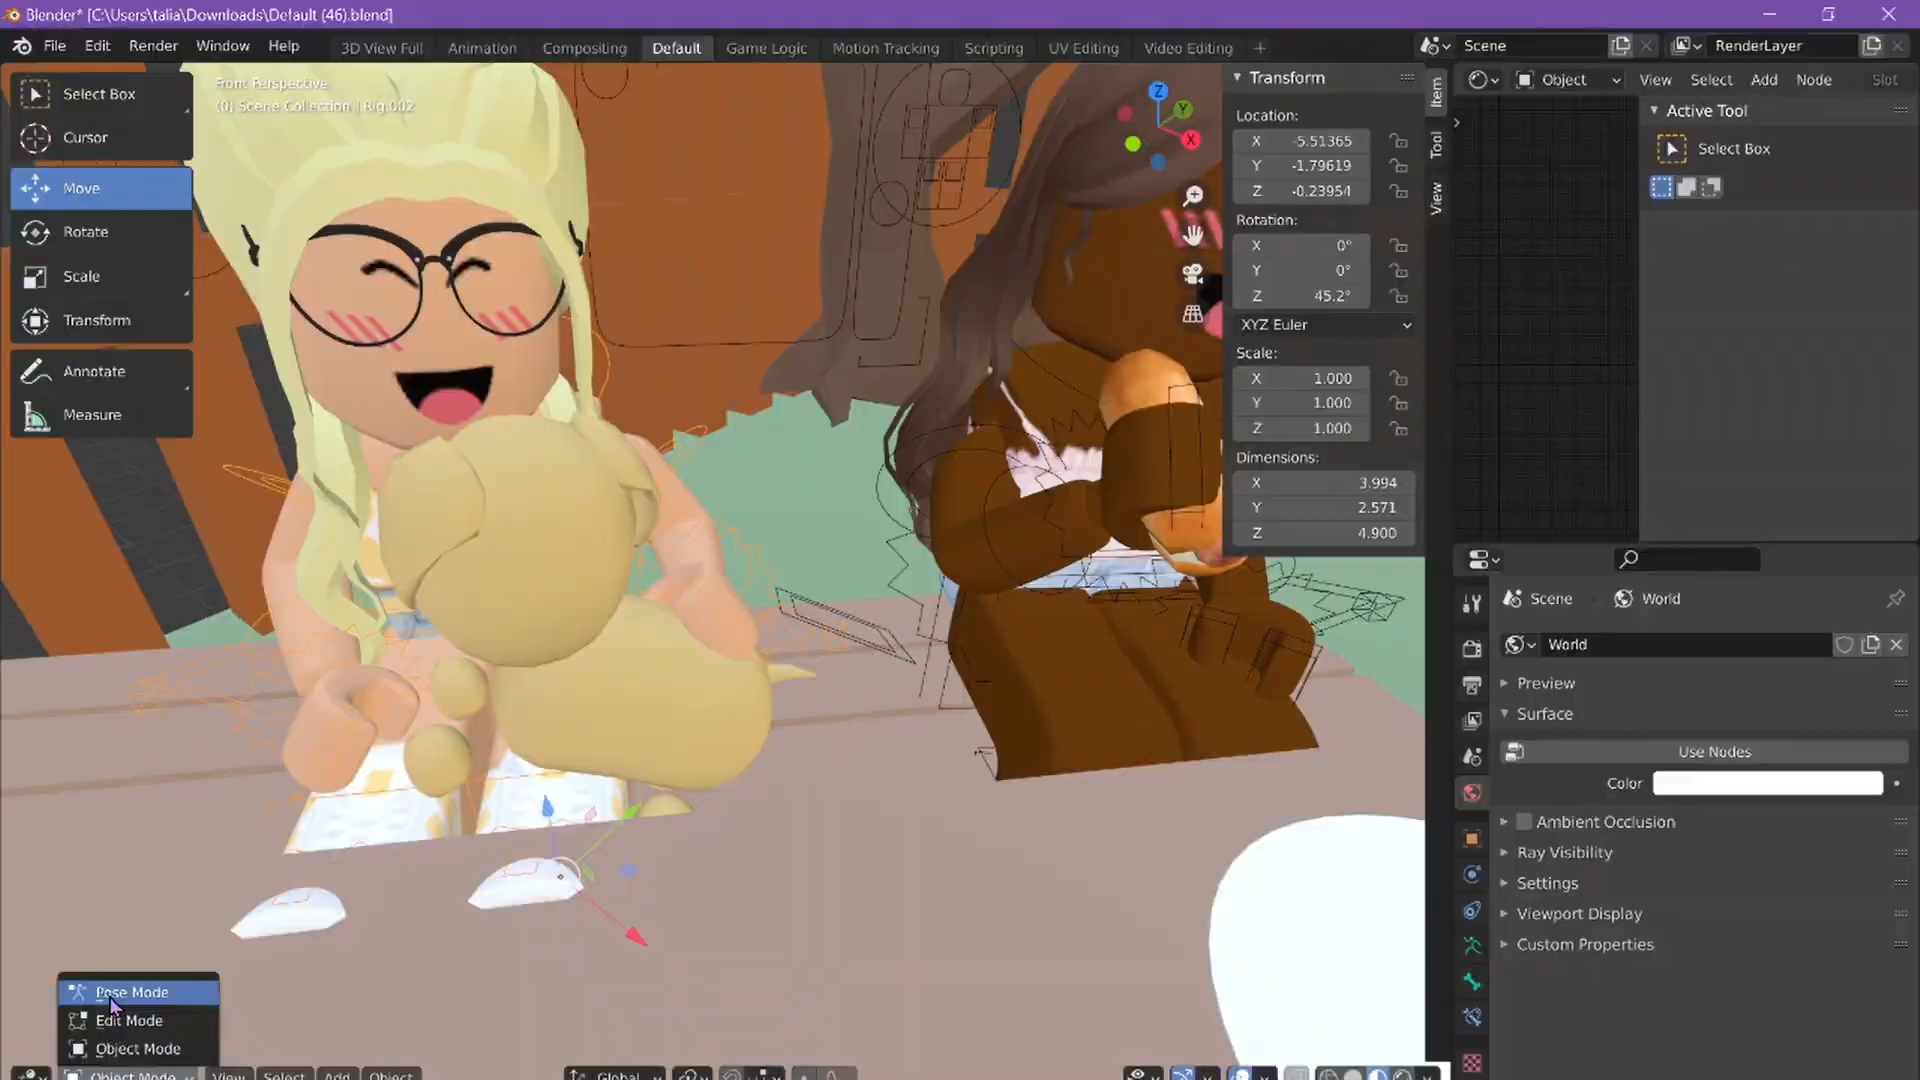 Blender* [C:\Users\talia\Downloads\Default (46).blend]
File Edit Render Window Help 3D View Full Animation Compositing Default Game Logic Motion Tracking Scripting UV Editing Video Editing + Scene RenderLayer
Select Box
Cursor
Move
Rotate
Scale
Transform
Annotate
Measure
Front Perspective
(0) Scene Collection | Rig.002
Z
Y
X
Transform
Location:
X -5.51365
Y -1.79619
Z -0.23954
Rotation:
X 0°
Y 0°
Z 45.2°
XYZ Euler
Scale:
X 1.000
Y 1.000
Z 1.000
Dimensions:
X 3.994
Y 2.571
Z 4.900
Item
Tool
View
Object View Select Add Node Slot
Active Tool
Select Box
Scene World
World
Preview
Surface
Use Nodes
Color
Ambient Occlusion
Ray Visibility
Settings
Viewport Display
Custom Properties
Pose Mode
Edit Mode
Object Mode
Object Mode View Select Add Object Global